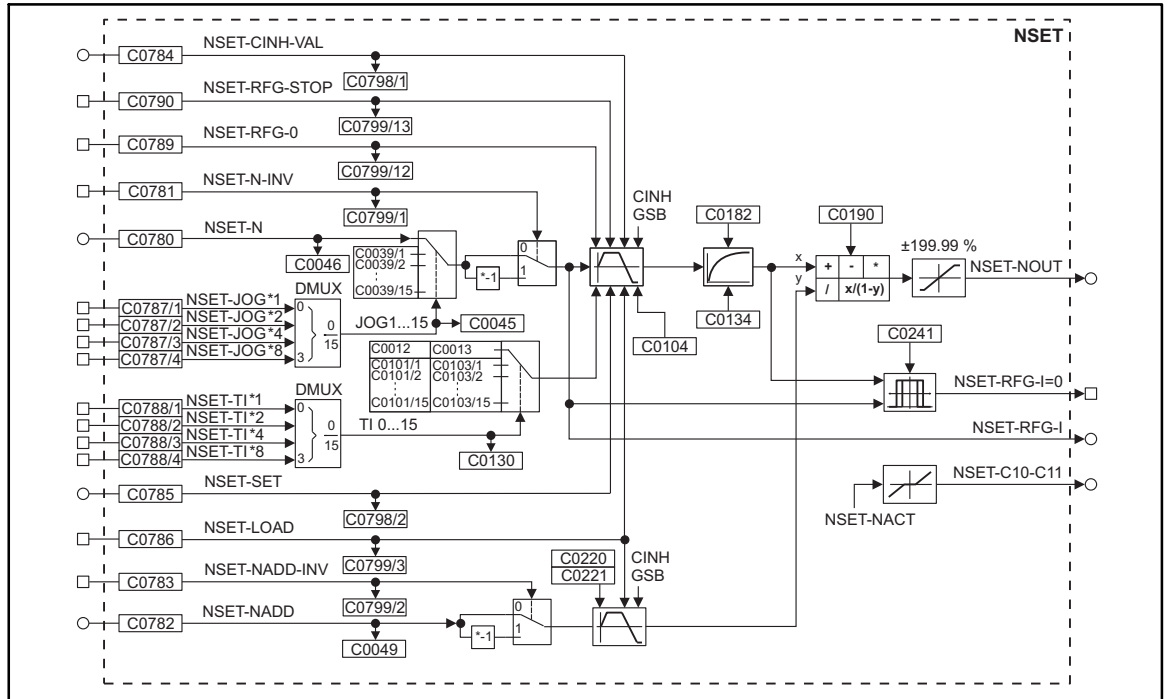 NSET
C0784
NSET-CINH-VAL
C0798/1
C0790
NSET-RFG-STOP
C0799/13
C0789
NSET-RFG-0
C0799/12
C0781
NSET-N-INV
C0799/1
C0780
NSET-N
C0046
C0039/1
C0039/2
C0039/15
*-1
0
1
CINH
GSB
C0182
C0134
C0190
x
y
+ - *
/ x/(1-y)
±199.99 %
NSET-NOUT
C0787/1
NSET-JOG*1
C0787/2
NSET-JOG*2
C0787/3
NSET-JOG*4
C0787/4
NSET-JOG*8
DMUX
0
3
0
15
JOG1...15
C0045
C0104
C0241
NSET-RFG-I=0
NSET-RFG-I
C0012 C0013
C0101/1 C0103/1
C0101/2 C0103/2
C0101/15 C0103/15
C0788/1
NSET-TI*1
C0788/2
NSET-TI*2
C0788/3
NSET-TI*4
C0788/4
NSET-TI*8
DMUX
0
3
0
15
TI 0...15
C0130
NSET-C10-C11
NSET-NACT
C0785
NSET-SET
C0798/2
C0786
NSET-LOAD
C0799/3
C0783
NSET-NADD-INV
C0799/2
C0782
NSET-NADD
C0049
*-1
0
1
C0220
C0221
CINH
GSB